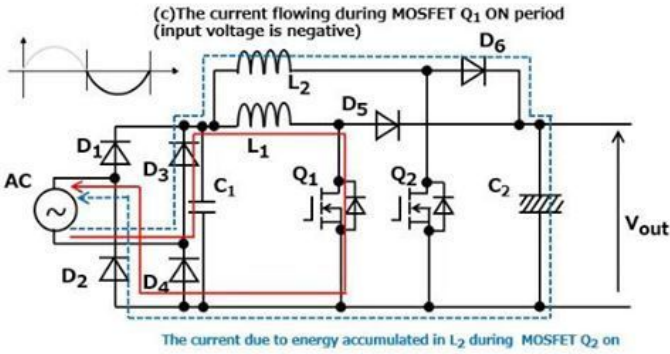 (c)The current flowing during MOSFET Q1 ON period
(input voltage is negative)
D6
L2
D5
D1
L1
D3
AC
C1
Q1
Q2
C2
Vout
D2
D4
The current due to energy accumulated in L2 during MOSFET Q2 on